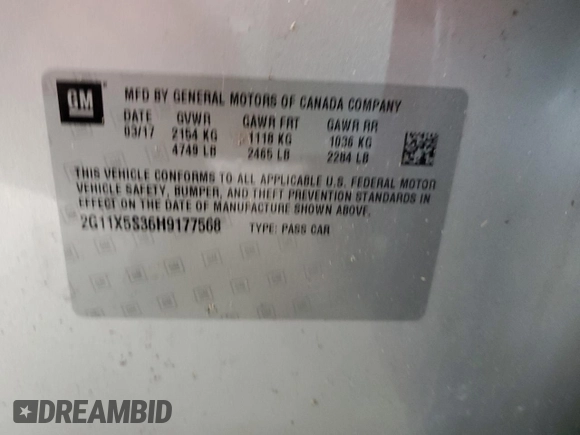 GM
MFD BY GENERAL MOTORS OF CANADA COMPANY
DATE GVWR GAWR FRT GAWR RR
03/17 2154 KG 1118 KG 1036 KG
4749 LB 2465 LB 2284 LB
THIS VEHICLE CONFORMS TO ALL APPLICABLE U.S. FEDERAL MOTOR
VEHICLE SAFETY, BUMPER, AND THEFT PREVENTION STANDARDS IN
EFFECT ON THE DATE OF MANUFACTURE SHOWN ABOVE.
2G11X5S36H9177568 TYPE: PASS CAR
DREAMBID